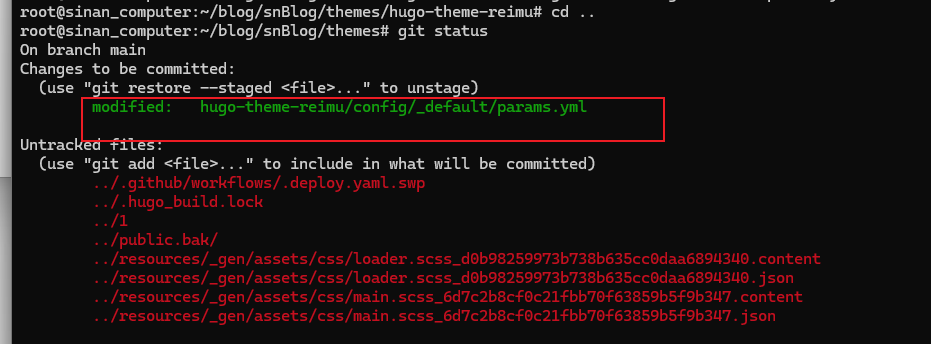 root@sinan_computer:~/blog/snBlog/themes/hugo-theme-reimu# cd ..
root@sinan_computer:~/blog/snBlog/themes# git status
On branch main
Changes to be committed:
  (use "git restore --staged <file>..." to unstage)
        modified:   hugo-theme-reimu/config/_default/params.yml
Untracked files:
  (use "git add <file>..." to include in what will be committed)
        ../.github/workflows/.deploy.yaml.swp
        ../.hugo_build.lock
        ../1
        ../public.bak/
        ../resources/_gen/assets/css/loader.scss_d0b98259973b738b635cc0daa6894340.content
        ../resources/_gen/assets/css/loader.scss_d0b98259973b738b635cc0daa6894340.json
        ../resources/_gen/assets/css/main.scss_6d7c2b8cf0c21fbb70f63859b5f9b347.content
        ../resources/_gen/assets/css/main.scss_6d7c2b8cf0c21fbb70f63859b5f9b347.json